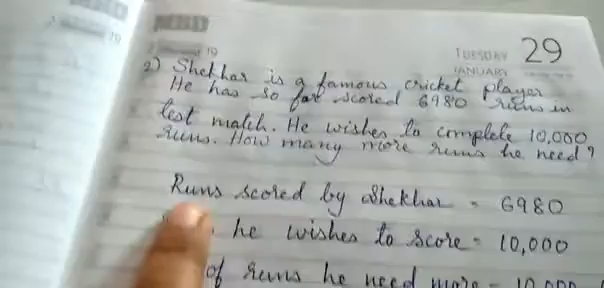 TUESDAY 29
JANUARY
2) Shekhar is a famous cricket player
He has so far scored 6980 runs in
test match. He wishes to complete 10,000
runs. How many more runs he need?
Runs scored by Shekhar = 6980
he wishes to score = 10,000
of runs he need more = 10,000